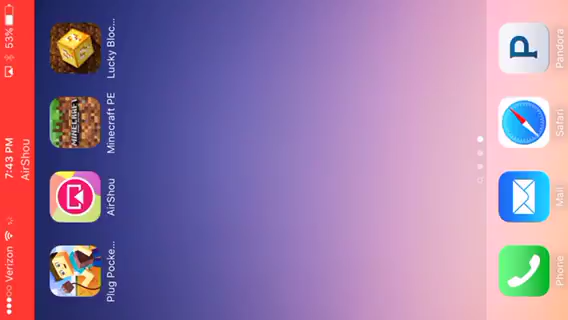 Verizon
7:43 PM
53%
AirShou
Plug Pocke...
AirShou
Minecraft PE
MINECRAFT
Lucky Bloc...
Phone
Mail
Safari
P
Pandora